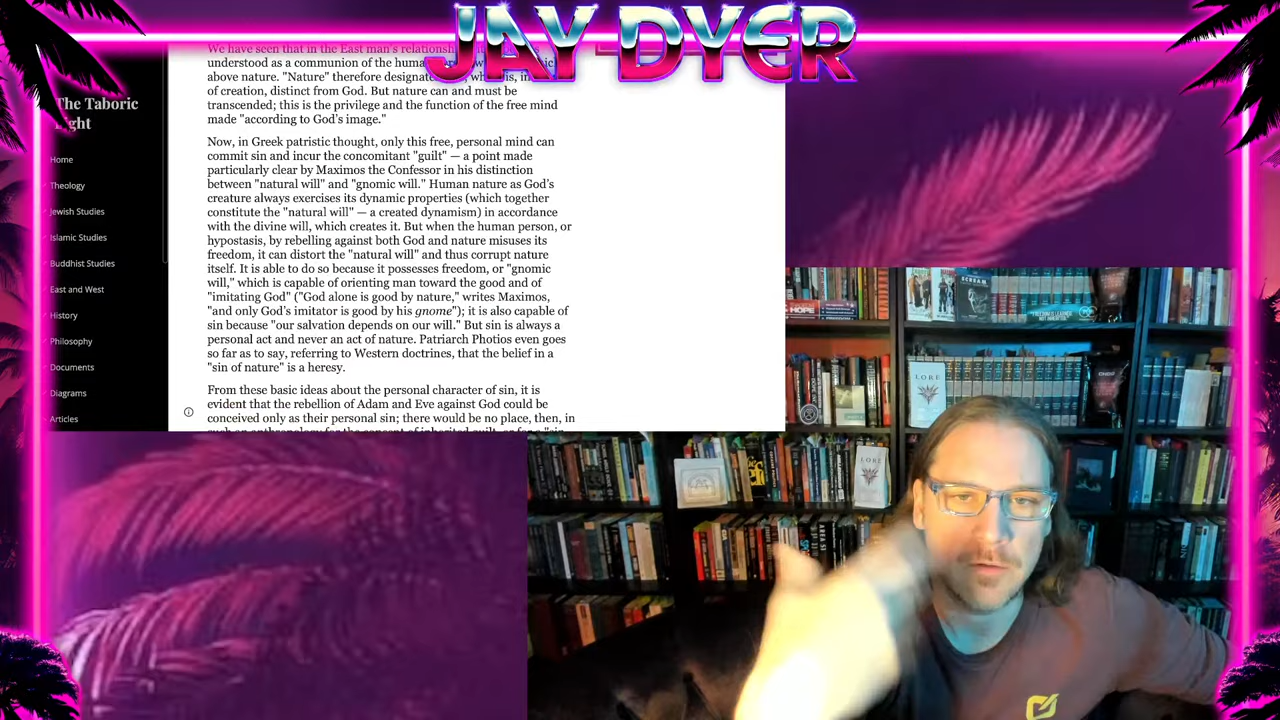 JAY DYER
The Taboric
Light
Home
Theology
Jewish Studies
Islamic Studies
Buddhist Studies
East and West
History
Philosophy
Documents
Diagrams
Articles
We have seen that in the East man's relationship
understood as a communion of the human
above nature. "Nature" therefore designates
of creation, distinct from God. But nature can and must be
transcended; this is the privilege and the function of the free mind
made "according to God's image."
Now, in Greek patristic thought, only this free, personal mind can
commit sin and incur the concomitant "guilt" — a point made
particularly clear by Maximos the Confessor in his distinction
between "natural will" and "gnomic will." Human nature as God's
creature always exercises its dynamic properties (which together
constitute the "natural will" — a created dynamism) in accordance
with the divine will, which creates it. But when the human person, or
hypostasis, by rebelling against both God and nature misuses its
freedom, it can distort the "natural will" and thus corrupt nature
itself. It is able to do so because it possesses freedom, or "gnomic
will," which is capable of orienting man toward the good and of
"imitating God" ("God alone is good by nature," writes Maximos,
"and only God's imitator is good by his gnome"); it is also capable of
sin because "our salvation depends on our will." But sin is always a
personal act and never an act of nature. Patriarch Photios even goes
so far as to say, referring to Western doctrines, that the belief in a
"sin of nature" is a heresy.
From these basic ideas about the personal character of sin, it is
evident that the rebellion of Adam and Eve against God could be
conceived only as their personal sin; there would be no place, then, in
HOPE
LORE
LORE